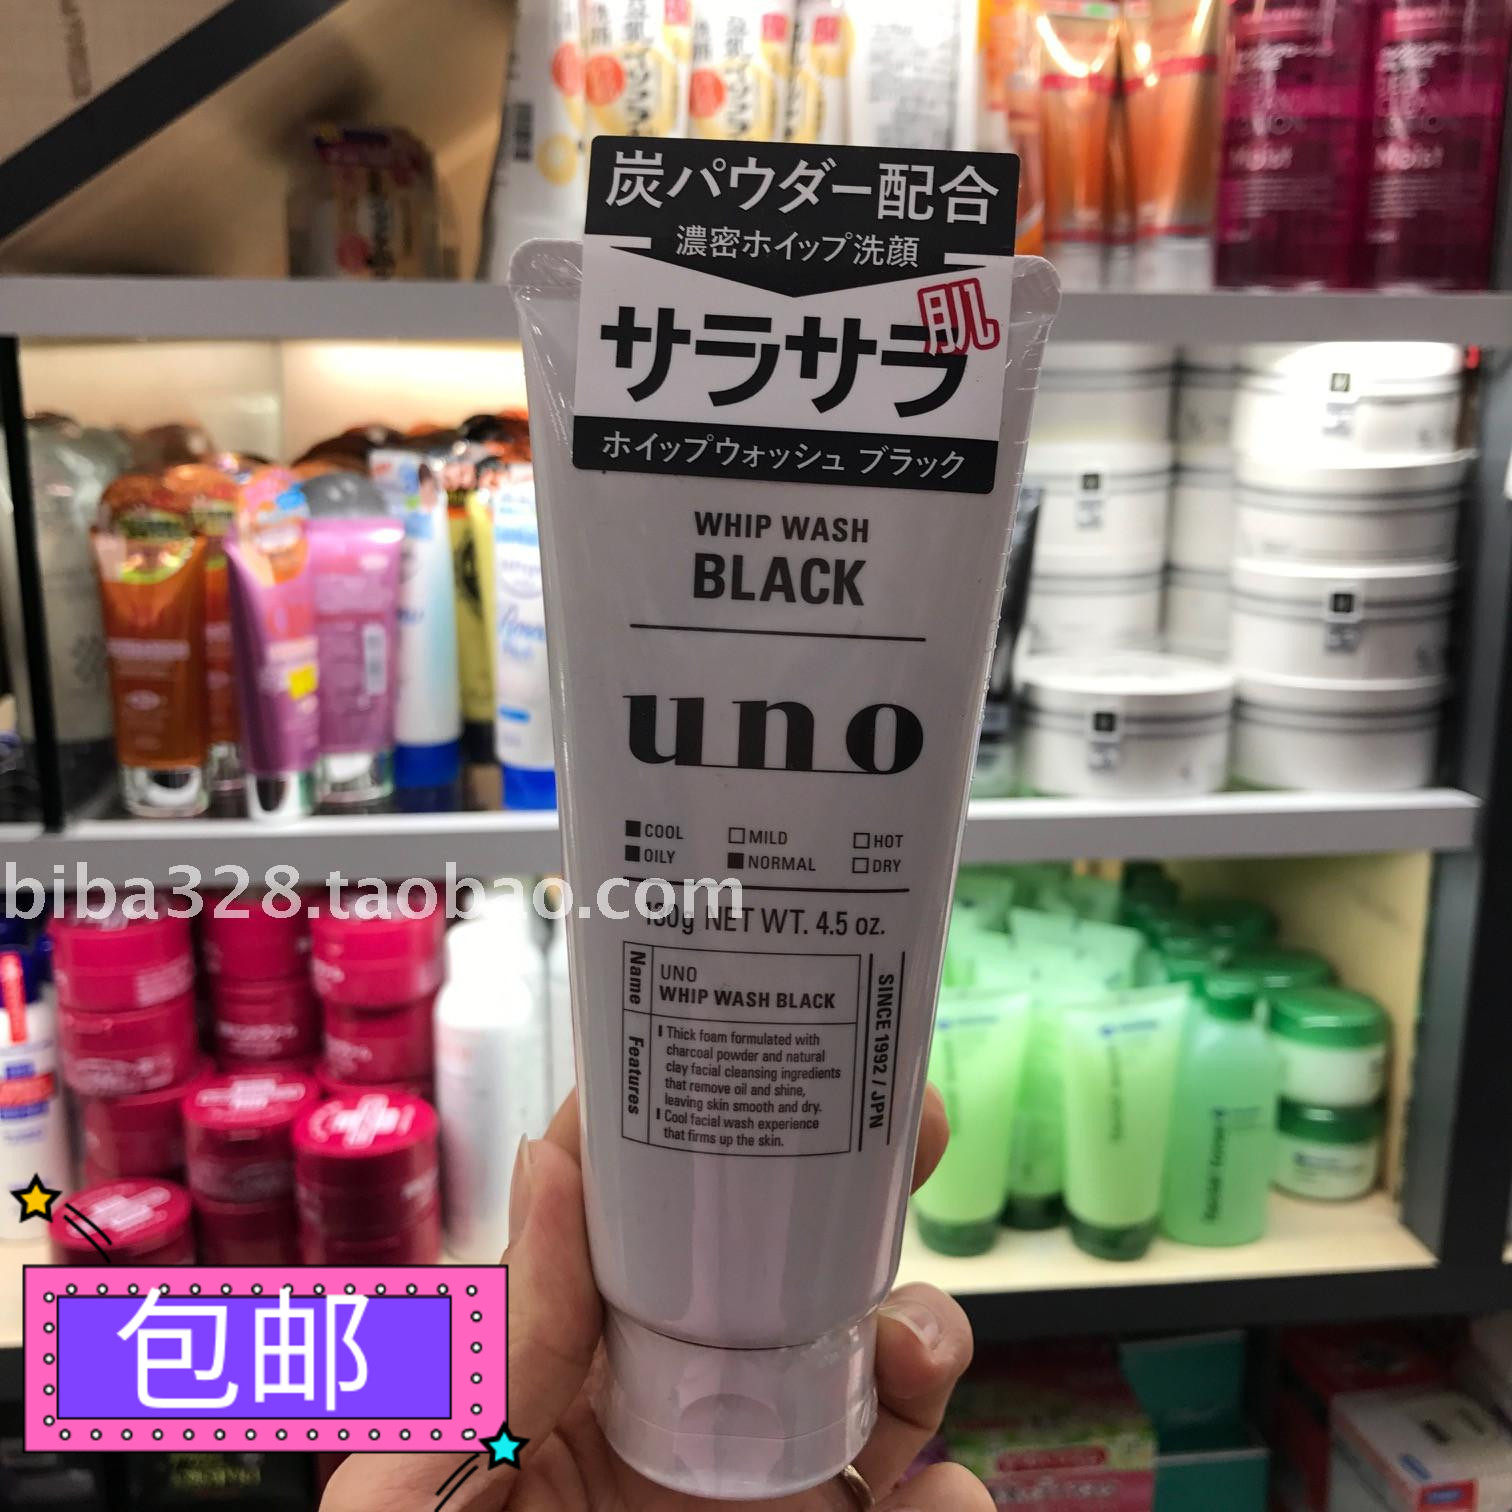 炭パウダー配合
濃密ホイップ洗顔
サラサラ肌
ホイップウォッシュ ブラック
WHIP WASH
BLACK
uno
COOL MILD HOT
OILY NORMAL DRY
biba328.taobao.com
130g NET WT. 4.5 oz.
Name
UNO
WHIP WASH BLACK
Features
Thick foam formulated with
charcoal powder and natural
clay facial cleansing ingredients
that remove oil and shine,
leaving skin smooth and dry.
Cool facial wash experience
that firms up the skin.
SINCE 1992 / JPN
包邮
Moist
Moist